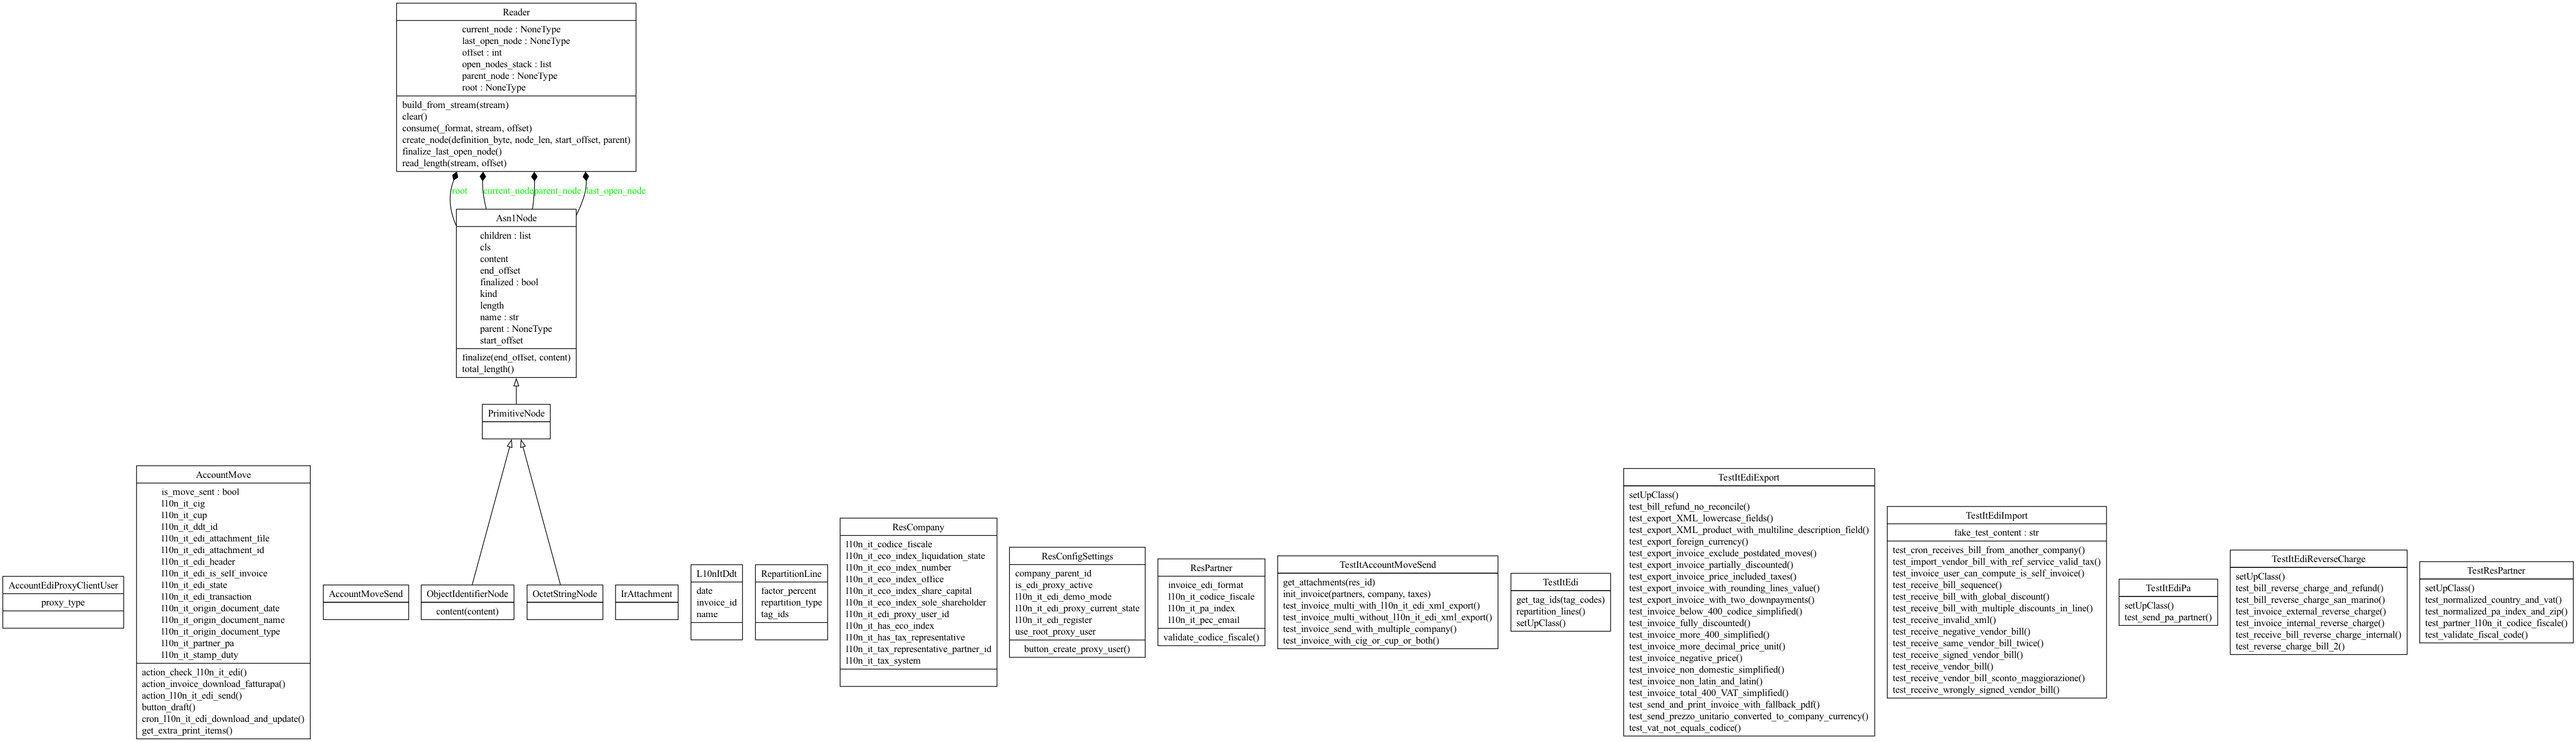 Reader
current_node : NoneType
last_open_node : NoneType
offset : int
open_nodes_stack : list
parent_node : NoneType
root : NoneType
build_from_stream(stream)
clear()
consume(_format, stream, offset)
create_node(definition_byte, node_len, start_offset, parent)
finalize_last_open_node()
read_length(stream, offset)
root
current_node
parent_node
last_open_node
Asn1Node
children : list
cls
content
end_offset
finalized : bool
kind
length
name : str
parent : NoneType
start_offset
finalize(end_offset, content)
total_length()
PrimitiveNode
AccountEdiProxyClientUser
proxy_type
AccountMove
is_move_sent : bool
l10n_it_cig
l10n_it_cup
l10n_it_ddt_id
l10n_it_edi_attachment_file
l10n_it_edi_attachment_id
l10n_it_edi_header
l10n_it_edi_is_self_invoice
l10n_it_edi_state
l10n_it_edi_transaction
l10n_it_origin_document_date
l10n_it_origin_document_name
l10n_it_origin_document_type
l10n_it_partner_pa
l10n_it_stamp_duty
action_check_l10n_it_edi()
action_invoice_download_fatturapa()
action_l10n_it_edi_send()
button_draft()
cron_l10n_it_edi_download_and_update()
get_extra_print_items()
AccountMoveSend
ObjectIdentifierNode
content(content)
OctetStringNode
IrAttachment
L10nItDdt
date
invoice_id
name
RepartitionLine
factor_percent
repartition_type
tag_ids
ResCompany
l10n_it_codice_fiscale
l10n_it_eco_index_liquidation_state
l10n_it_eco_index_number
l10n_it_eco_index_office
l10n_it_eco_index_share_capital
l10n_it_eco_index_sole_shareholder
l10n_it_edi_proxy_user_id
l10n_it_has_eco_index
l10n_it_has_tax_representative
l10n_it_tax_representative_partner_id
l10n_it_tax_system
ResConfigSettings
company_parent_id
is_edi_proxy_active
l10n_it_edi_demo_mode
l10n_it_edi_proxy_current_state
l10n_it_edi_register
use_root_proxy_user
button_create_proxy_user()
ResPartner
invoice_edi_format
l10n_it_codice_fiscale
l10n_it_pa_index
l10n_it_pec_email
validate_codice_fiscale()
TestItAccountMoveSend
get_attachments(res_id)
init_invoice(partners, company, taxes)
test_invoice_multi_with_l10n_it_edi_xml_export()
test_invoice_multi_without_l10n_it_edi_xml_export()
test_invoice_send_with_multiple_company()
test_invoice_with_cig_or_cup_or_both()
TestItEdi
get_tag_ids(tag_codes)
repartition_lines()
setUpClass()
TestItEdiExport
setUpClass()
test_bill_refund_no_reconcile()
test_export_XML_lowercase_fields()
test_export_XML_product_with_multiline_description_field()
test_export_foreign_currency()
test_export_invoice_exclude_postdated_moves()
test_export_invoice_partially_discounted()
test_export_invoice_price_included_taxes()
test_export_invoice_with_rounding_lines_value()
test_export_invoice_with_two_downpayments()
test_invoice_below_400_codice_simplified()
test_invoice_fully_discounted()
test_invoice_more_400_simplified()
test_invoice_more_decimal_price_unit()
test_invoice_negative_price()
test_invoice_non_domestic_simplified()
test_invoice_non_latin_and_latin()
test_invoice_total_400_VAT_simplified()
test_send_and_print_invoice_with_fallback_pdf()
test_send_prezzo_unitario_converted_to_company_currency()
test_vat_not_equals_codice()
TestItEdiImport
fake_test_content : str
test_cron_receives_bill_from_another_company()
test_import_vendor_bill_with_ref_service_valid_tax()
test_invoice_user_can_compute_is_self_invoice()
test_receive_bill_sequence()
test_receive_bill_with_global_discount()
test_receive_bill_with_multiple_discounts_in_line()
test_receive_invalid_xml()
test_receive_negative_vendor_bill()
test_receive_same_vendor_bill_twice()
test_receive_signed_vendor_bill()
test_receive_vendor_bill()
test_receive_vendor_bill_sconto_maggiorazione()
test_receive_wrongly_signed_vendor_bill()
TestItEdiPa
setUpClass()
test_send_pa_partner()
TestItEdiReverseCharge
setUpClass()
test_bill_reverse_charge_and_refund()
test_bill_reverse_charge_san_marino()
test_invoice_external_reverse_charge()
test_invoice_internal_reverse_charge()
test_receive_bill_reverse_charge_internal()
test_reverse_charge_bill_2()
TestResPartner
setUpClass()
test_normalized_country_and_vat()
test_normalized_pa_index_and_zip()
test_partner_l10n_it_codice_fiscale()
test_validate_fiscal_code()